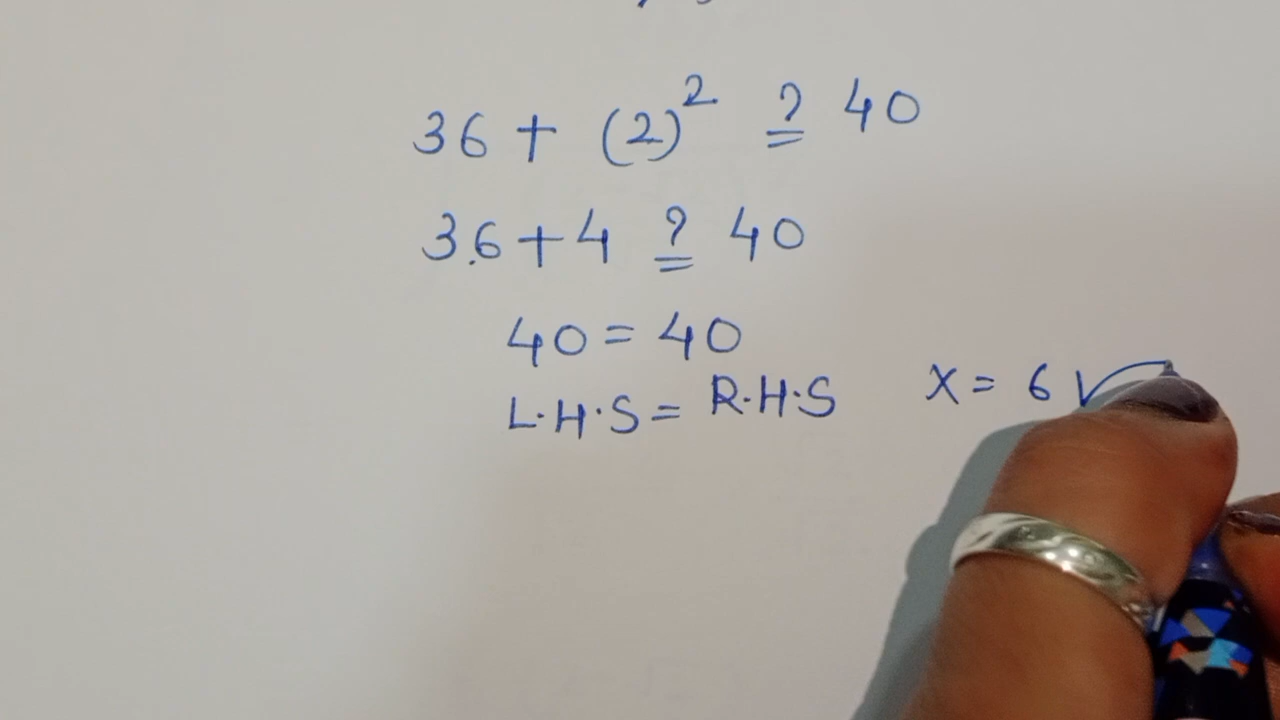 36 + (2)² ≟ 40
36 + 4 ≟ 40
40 = 40
L.H.S = R.H.S X = 6 ✓